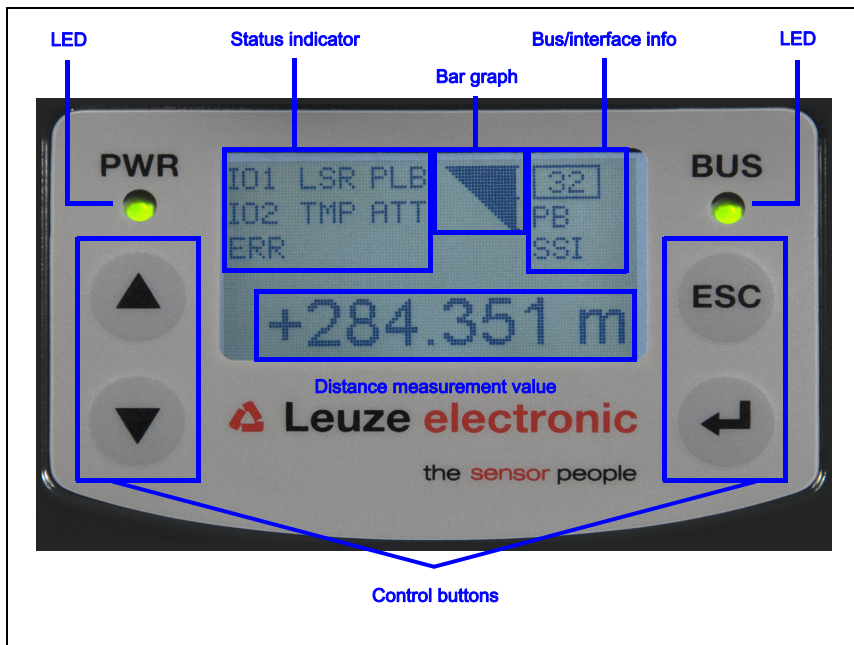 LED
Status indicator
Bus/interface info
LED
Bar graph
PWR
BUS
IO1 LSR PLB
IO2 TMP ATT
ERR
32
PB
SSI
ESC
+284.351 m
Distance measurement value
Leuze electronic
the sensor people
Control buttons